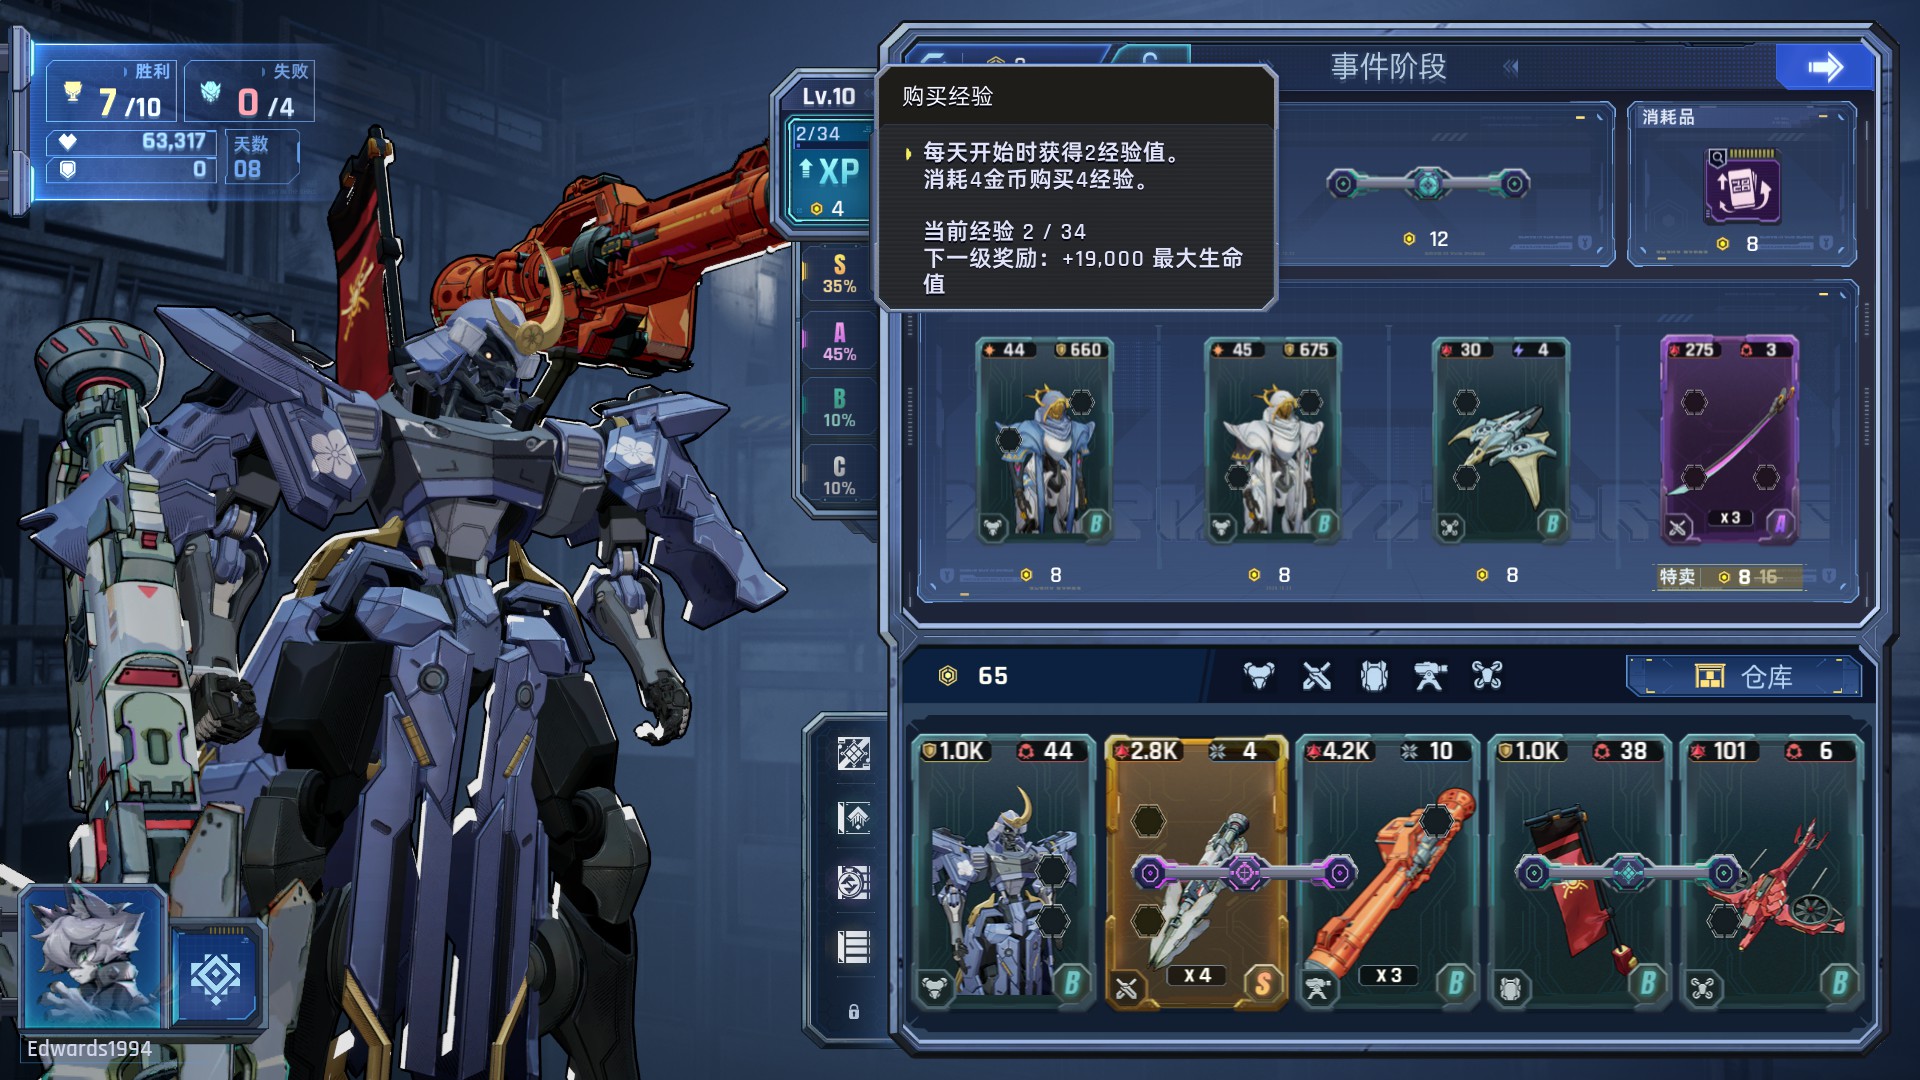 胜利
7/10
失败
0/4
63,317
0
天数
08
Lv.10
2/34
XP
4
S
35%
A
45%
B
10%
C
10%
购买经验
每天开始时获得2经验值。
消耗4金币购买4经验。
当前经验 2 / 34
下一级奖励：+19,000 最大生命
值
事件阶段
12
消耗品
8
44 660
B
8
45 675
B
8
30 4
B
8
275 3
x3
A
特卖 8 16
65
仓库
1.0K 44
B
2.8K 4
x4
S
4.2K 10
x3
B
1.0K 38
B
101 6
B
Edwards1994